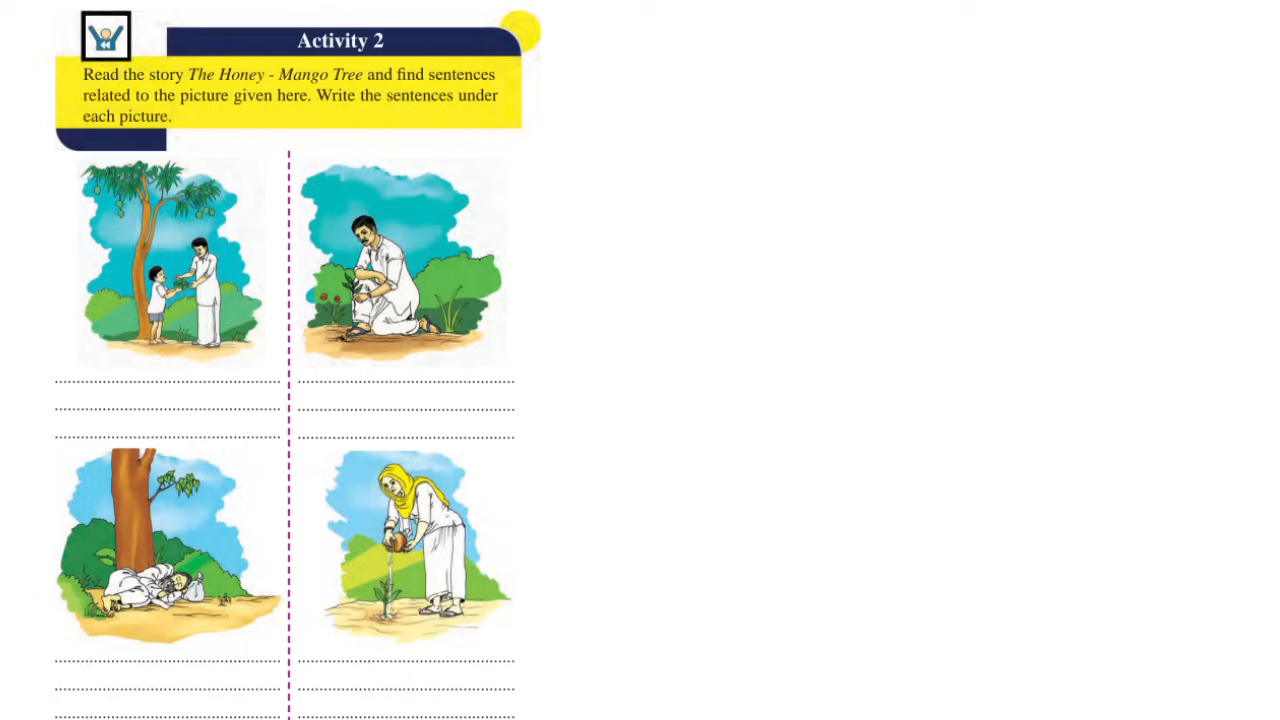 Activity 2
Read the story The Honey - Mango Tree and find sentences
related to the picture given here. Write the sentences under
each picture.